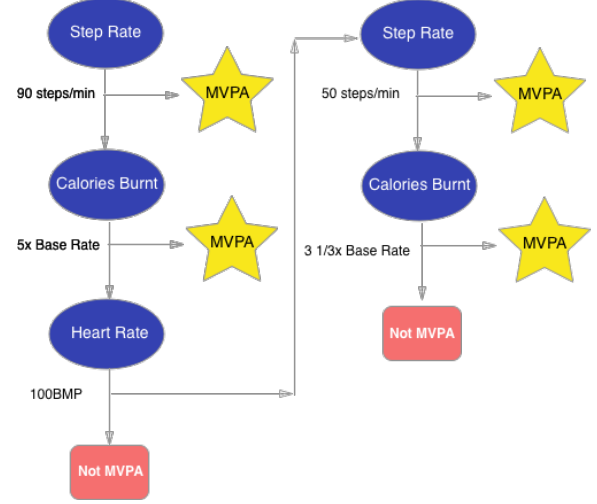 Step Rate
90 steps/min
MVPA
Calories Burnt
5x Base Rate
MVPA
Heart Rate
100BMP
Not MVPA
Step Rate
50 steps/min
MVPA
Calories Burnt
3 1/3x Base Rate
MVPA
Not MVPA